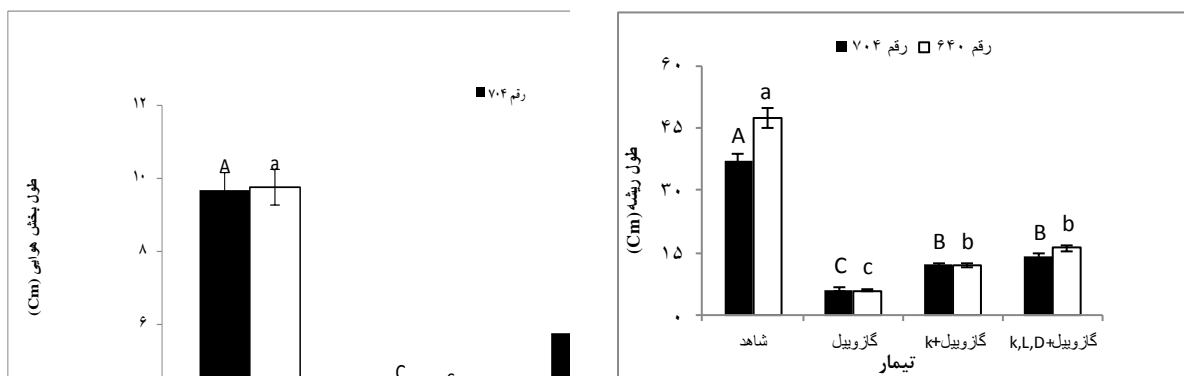 رقم ۷۰۴
۱۲
۱۰
۸
۶
طول بخش هوایی (Cm)
A
a
C
c
رقم ۷۰۴ رقم ۶۴۰
۶۰
۴۵
۳۰
۱۵
۰
طول ریشه (Cm)
A
a
C
c
B
b
B
b
شاهد
گازوییل
گازوییل+k
گازوییل+k,L,D
تیمار